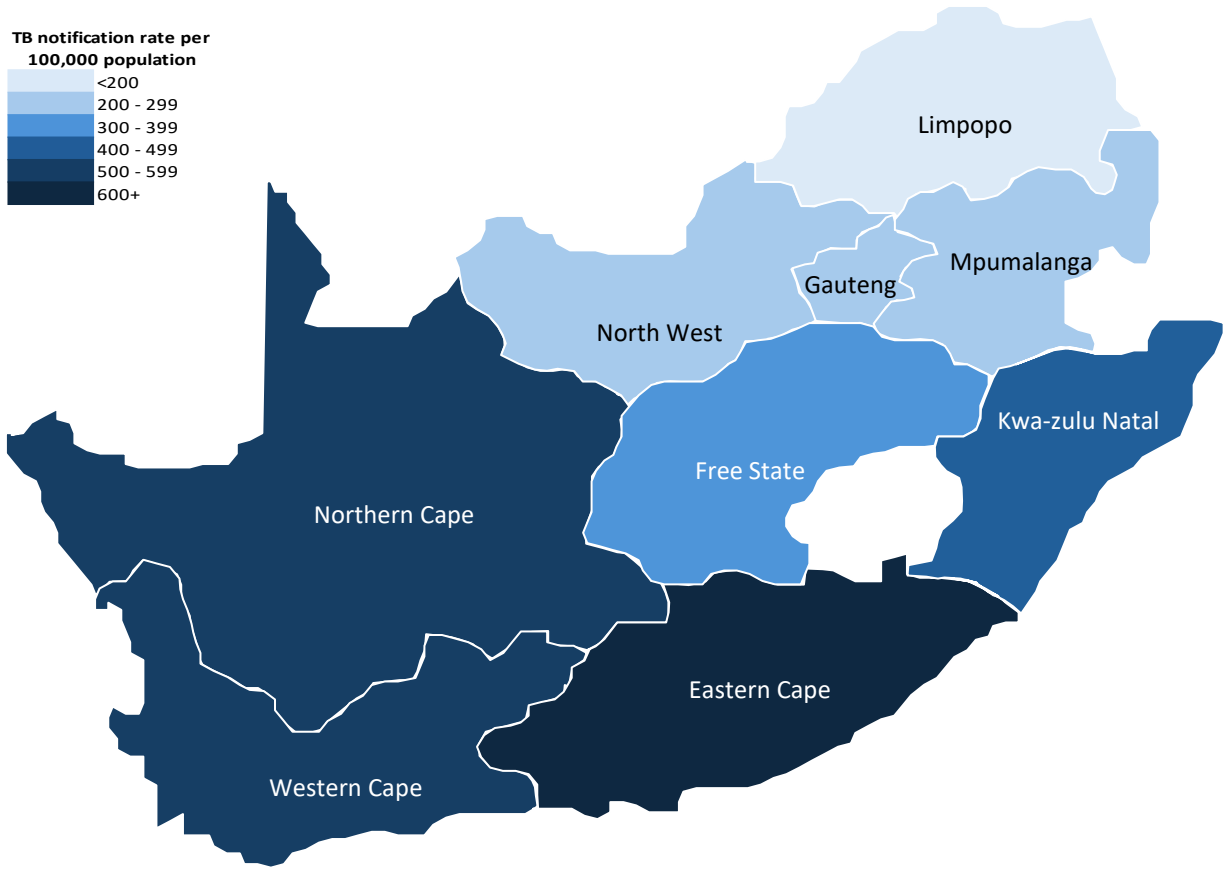 TB notification rate per
100,000 population
<200
200 - 299
300 - 399
400 - 499
500 - 599
600+
Limpopo
Mpumalanga
Gauteng
North West
Kwa-zulu Natal
Free State
Northern Cape
Eastern Cape
Western Cape